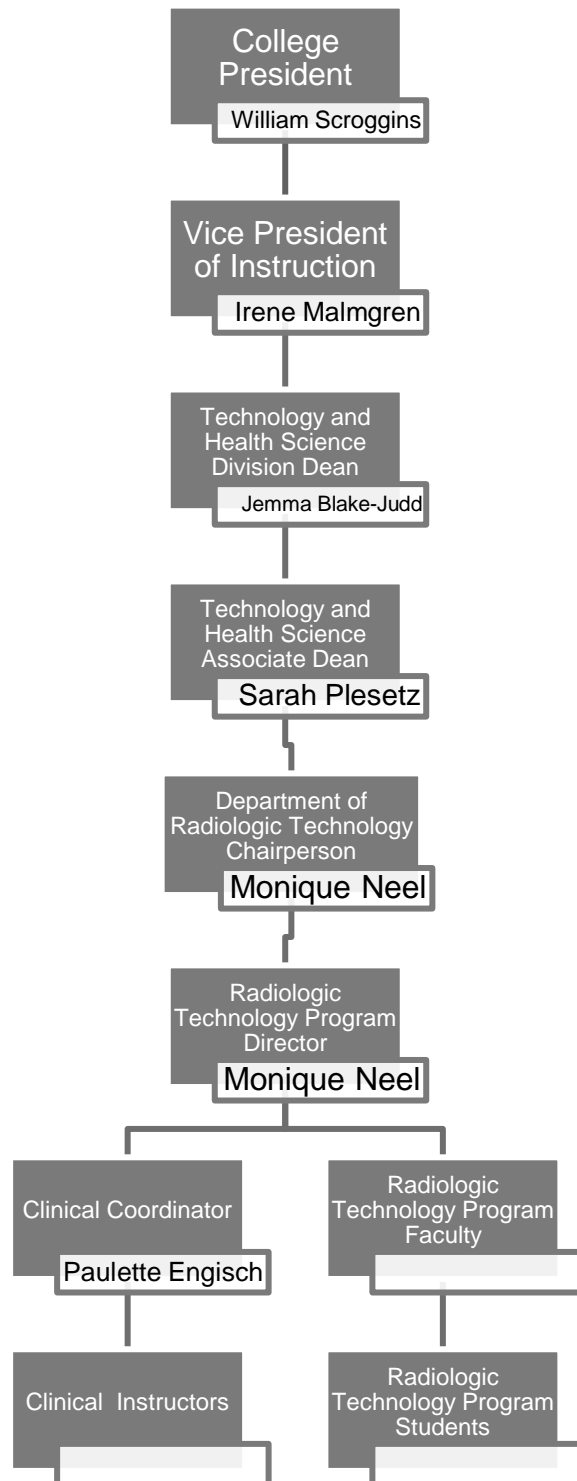 College
President
William Scroggins
Vice President
of Instruction
Irene Malmgren
Technology and
Health Science
Division Dean
Jemma Blake-Judd
Technology and
Health Science
Associate Dean
Sarah Plesetz
Department of
Radiologic Technology
Chairperson
Monique Neel
Radiologic
Technology Program
Director
Monique Neel
Clinical Coordinator
Paulette Engisch
Radiologic
Technology Program
Faculty
Clinical Instructors
Radiologic
Technology Program
Students